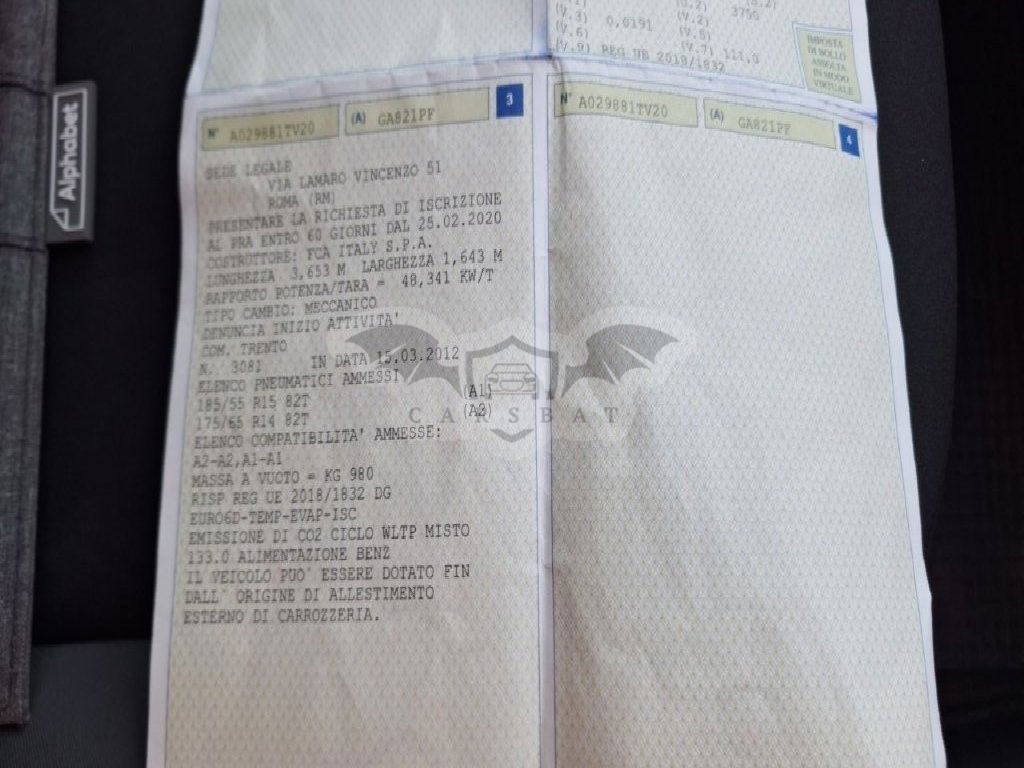 (V.3) 0,0191 (V.2) 3750
(V.6) (V.7) 111,0
(V.9) REG UE 2018/1832
IMPOSTA
DI BOLLO
ASSOLTA
IN MODO
VIRTUALE
N° A029881TV20 (A) GA821PF 3
N° A029881TV20 (A) GA821PF 4
SEDE LEGALE
VIA LAMARO VINCENZO 51
ROMA (RM)
PRESENTARE LA RICHIESTA DI ISCRIZIONE
AL PRA ENTRO 60 GIORNI DAL 25.02.2020
COSTRUTTORE: FCA ITALY S.P.A.
LUNGHEZZA 3,653 M LARGHEZZA 1,643 M
RAPPORTO POTENZA/TARA = 48,341 KW/T
TIPO CAMBIO: MECCANICO
DENUNCIA INIZIO ATTIVITA'
COM. TRENTO
N. 3081 IN DATA 15.03.2012
ELENCO PNEUMATICI AMMESSI
185/55 R15 82T (A1)
175/65 R14 82T (A2)
ELENCO COMPATIBILITA' AMMESSE:
A2-A2,A1-A1
MASSA A VUOTO = KG 980
RISP REG UE 2018/1832 DG
EURO6D-TEMP-EVAP-ISC
EMISSIONE DI CO2 CICLO WLTP MISTO
133.0 ALIMENTAZIONE BENZ
IL VEICOLO PUO' ESSERE DOTATO FIN
DALL' ORIGINE DI ALLESTIMENTO
ESTERNO DI CARROZZERIA.
Alphabet
CARSBAT